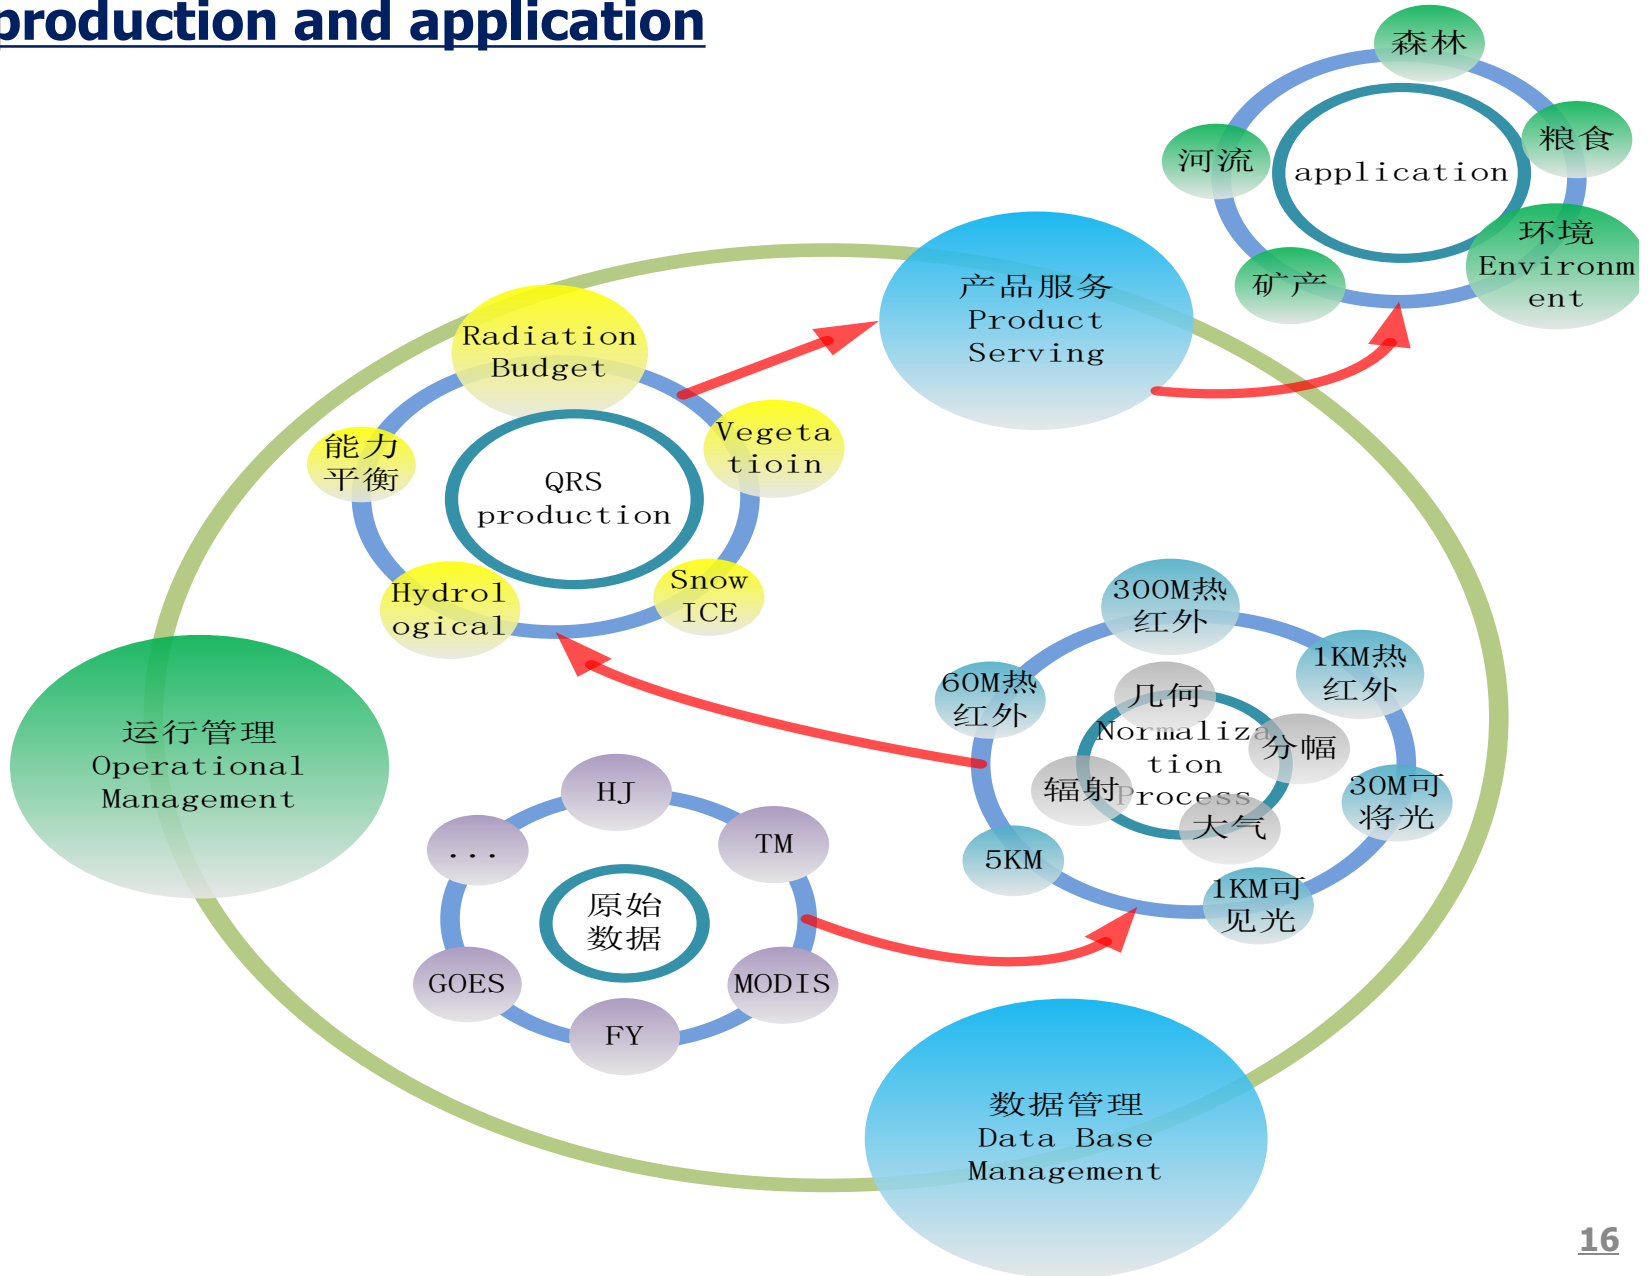 production and application
森林
粮食
河流
application
环境
Environm
ent
矿产
产品服务
Product
Serving
Radiation
Budget
Vegeta
tioin
能力
平衡
QRS
production
Hydrol
ogical
Snow
ICE
300M热
红外
1KM热
红外
60M热
红外
几何
Normaliza
tion
Process
分幅
辐射
大气
30M可
将光
5KM
1KM可
见光
运行管理
Operational
Management
HJ
TM
...
原始
数据
GOES
MODIS
FY
数据管理
Data Base
Management
16